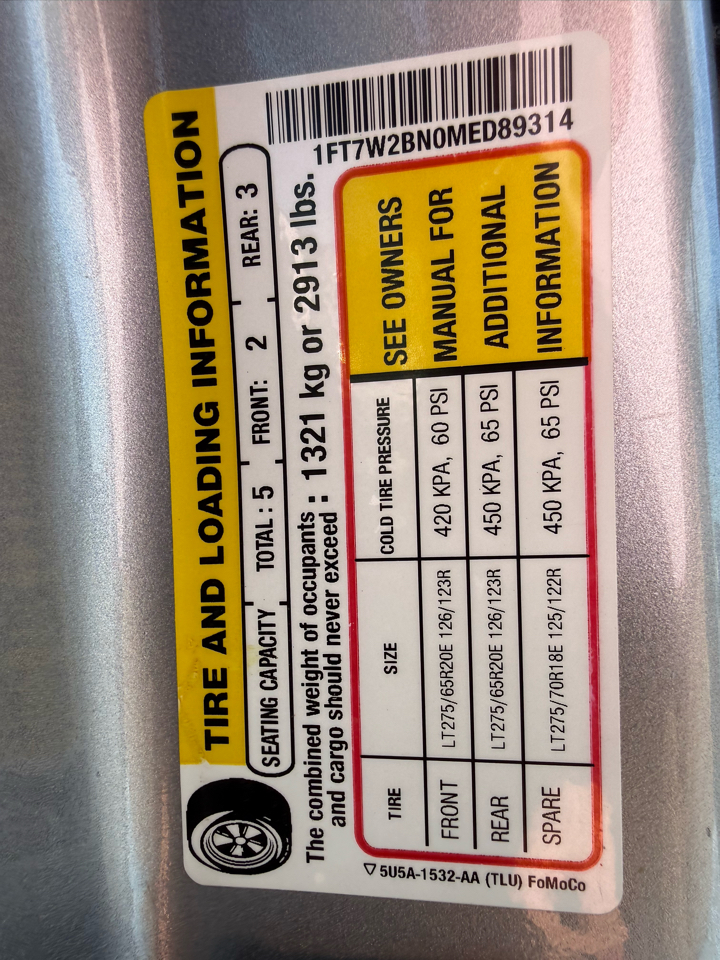 TIRE AND LOADING INFORMATION
SEATING CAPACITY TOTAL : 5 FRONT: 2 REAR: 3
The combined weight of occupants and cargo should never exceed : 1321 kg or 2913 lbs.
1FT7W2BN0MED89314
TIRE SIZE COLD TIRE PRESSURE
FRONT LT275/65R20E 126/123R 420 KPA, 60 PSI
REAR LT275/65R20E 126/123R 450 KPA, 65 PSI
SPARE LT275/70R18E 125/122R 450 KPA, 65 PSI
SEE OWNERS
MANUAL FOR
ADDITIONAL
INFORMATION
▽ 5U5A-1532-AA (TLU) FoMoCo